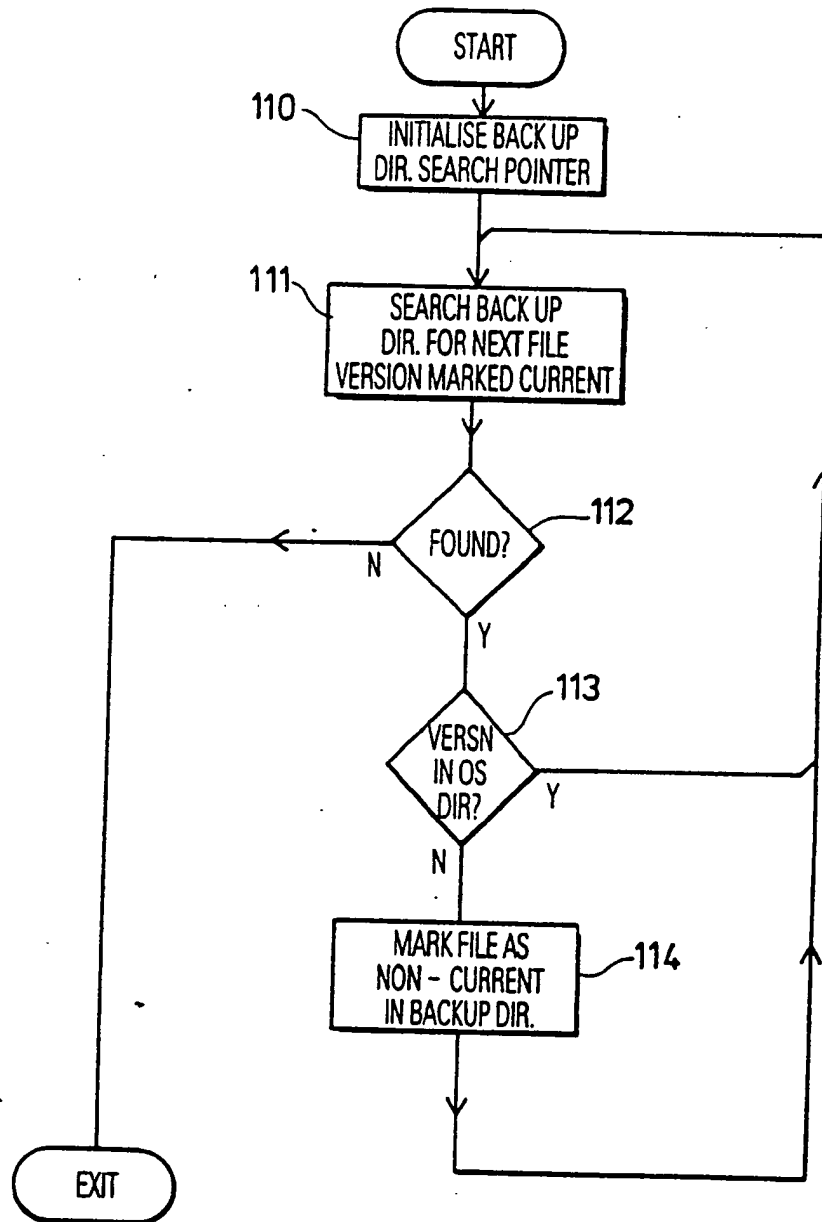 START
110
INITIALISE BACK UP
DIR. SEARCH POINTER
111
SEARCH BACK UP
DIR. FOR NEXT FILE
VERSION MARKED CURRENT
112
FOUND?
N
Y
113
VERSN
IN OS
DIR?
Y
N
MARK FILE AS
NON - CURRENT
IN BACKUP DIR.
114
EXIT